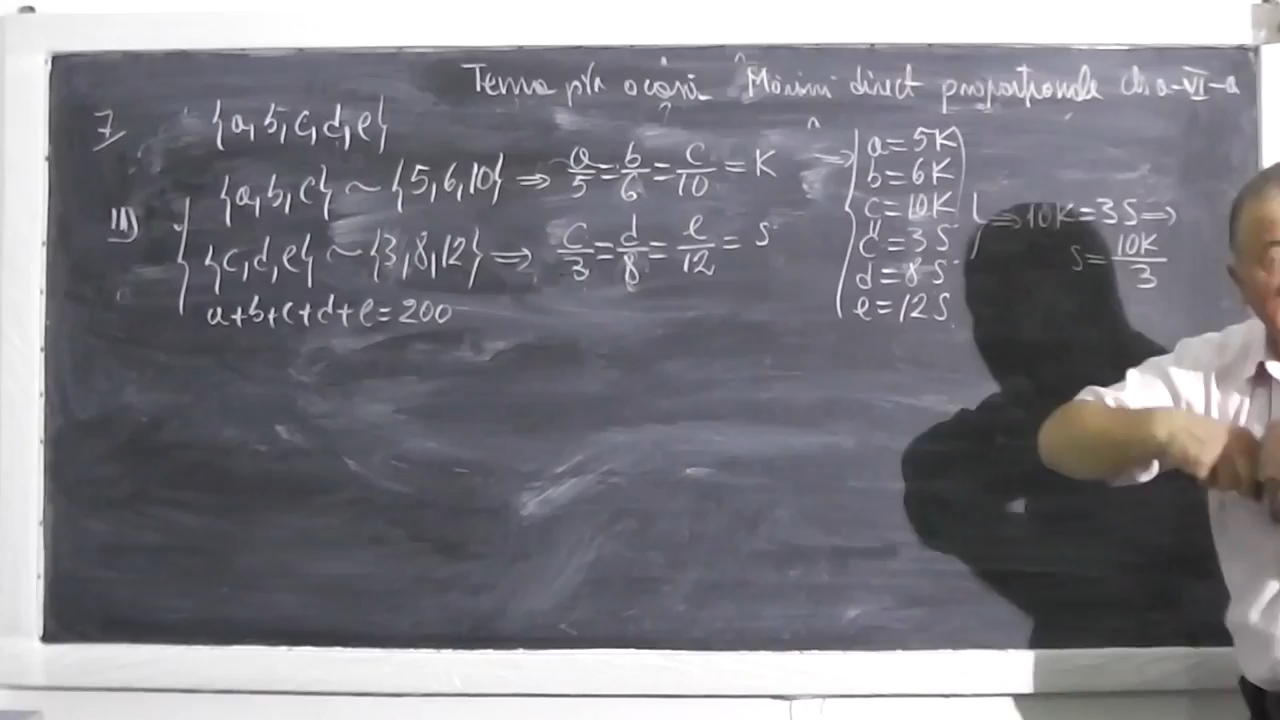 Tema pt. acasă Mărimi direct proporționale cls a-VI-a
7 {a,b,c,d,e}
{a,b,c} ~ {5,6,10} ⇒ a/5 = b/6 = c/10 = K
{c,d,e} ~ {3,8,12} ⇒ c/3 = d/8 = e/12 = S
a+b+c+d+e=200
⇒ a=5K
b=6K
c=10K
c=3S
d=8S
e=12S
⇒ 10K=3S ⇒
S = 10K/3